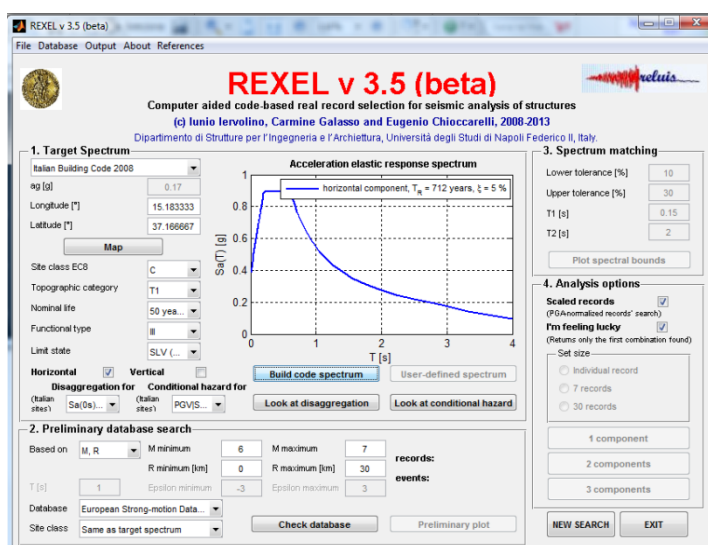 REXEL v 3.5 (beta)
File Database Output About References
REXEL v 3.5 (beta)
reluis
Computer aided code-based real record selection for seismic analysis of structures
(c) Iunio Iervolino, Carmine Galasso and Eugenio Chioccarelli, 2008-2013
Dipartimento di Strutture per l'Ingegneria e l'Archiettura, Università degli Studi di Napoli Federico II, Italy.
1. Target Spectrum
Italian Building Code 2008
ag [g] 0.17
Longitude [°] 15.183333
Latitude [°] 37.166667
Map
Site class EC8 C
Topographic category T1
Nominal life 50 yea...
Functional type III
Limit state SLV (...
Horizontal Vertical
Disaggregation for Conditional hazard for
(Italian sites) Sa(0s)... (Italian sites) PGV|S...
Acceleration elastic response spectrum
horizontal component, T_R = 712 years, ξ = 5 %
Sa(T) [g]
1
0.8
0.6
0.4
0.2
0
0 1 2 3 4
T [s]
Build code spectrum User-defined spectrum
Look at disaggregation Look at conditional hazard
3. Spectrum matching
Lower tolerance [%] 10
Upper tolerance [%] 30
T1 [s] 0.15
T2 [s] 2
Plot spectral bounds
4. Analysis options
Scaled records
(PGA-normalized records' search)
I'm feeling lucky
(Returns only the first combination found)
Set size
Individual record
7 records
30 records
1 component
2 components
3 components
NEW SEARCH EXIT
2. Preliminary database search
Based on M, R M minimum 6 M maximum 7
R minimum [km] 0 R maximum [km] 30
records:
events:
T [s] 1 Epsilon minimum -3 Epsilon maximum 3
Database European Strong-motion Data...
Site class Same as target spectrum
Check database Preliminary plot